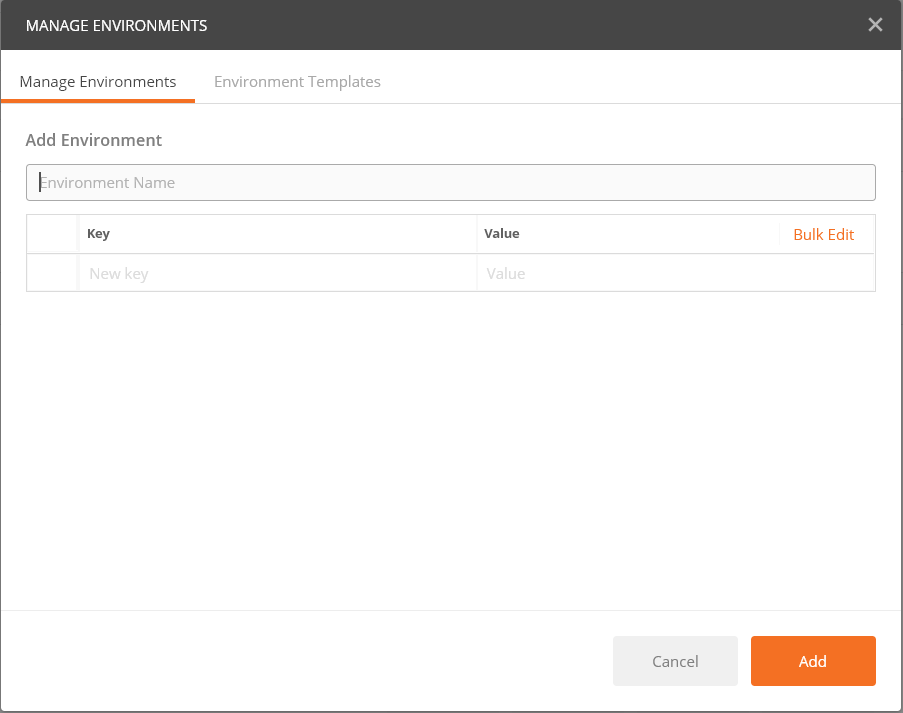 MANAGE ENVIRONMENTS
Manage Environments Environment Templates
Add Environment
Environment Name
Key Value Bulk Edit
New key Value
Cancel Add